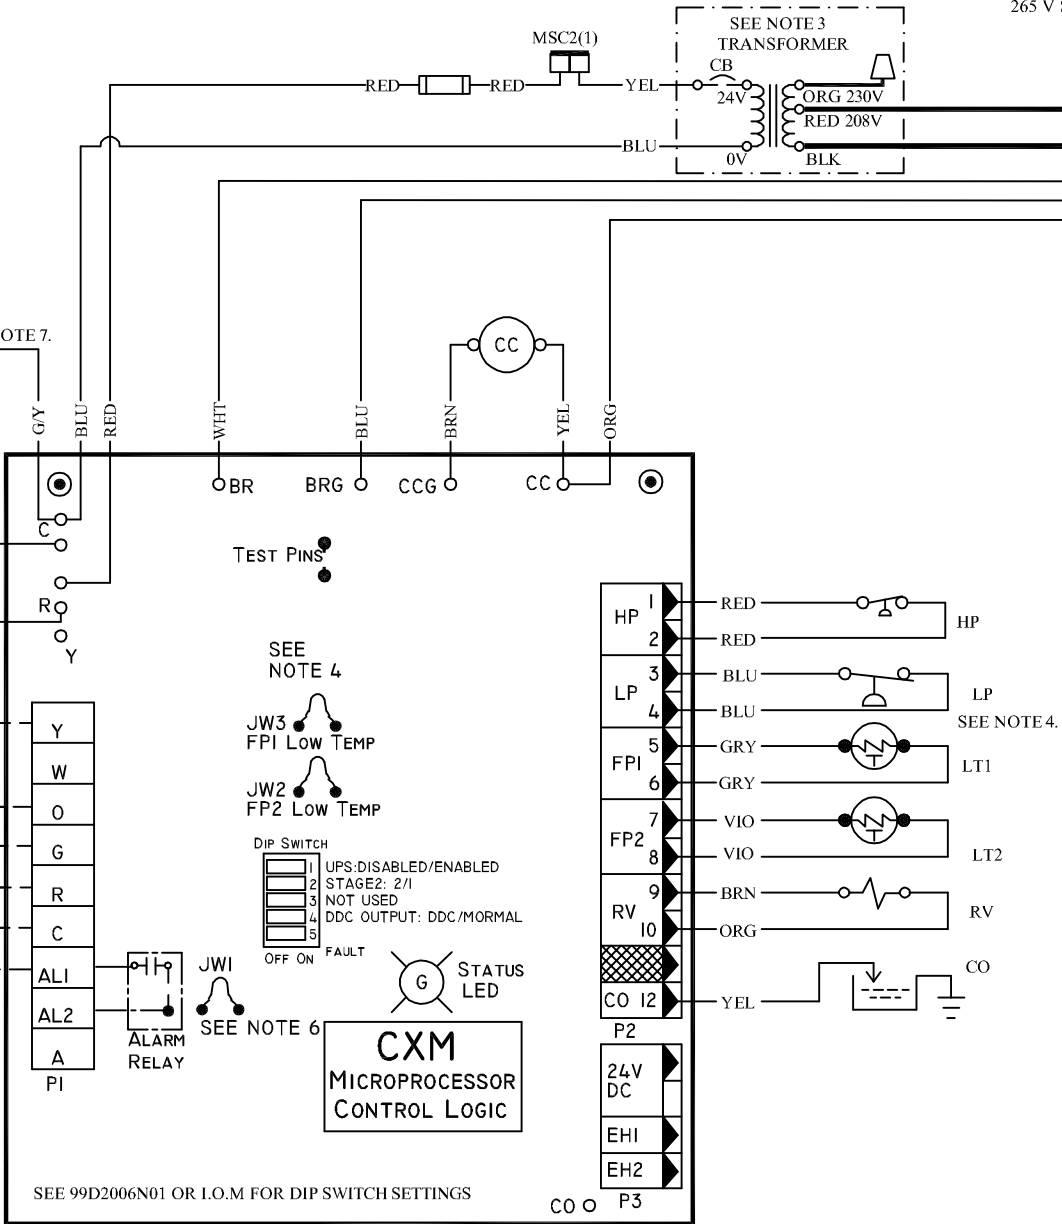 265 V S
SEE NOTE 3
TRANSFORMER
MSC2(1)
CB
RED
RED
YEL
24V
ORG 230V
RED 208V
BLU
0V
BLK
OTE 7.
CC
G/Y
BLU
RED
WHT
BLU
BRN
YEL
ORG
BR
BRG
CCG
CC
C
TEST PINS
R
Y
HP
1
RED
2
RED
HP
SEE
NOTE 4
LP
3
BLU
4
BLU
LP
SEE NOTE 4.
JW3
FP1 LOW TEMP
FP1
5
GRY
6
GRY
LT1
JW2
FP2 LOW TEMP
FP2
7
VIO
8
VIO
LT2
Y
W
O
G
R
C
AL1
AL2
A
P1
DIP SWITCH
1 UPS:DISABLED/ENABLED
2 STAGE2: 2/1
3 NOT USED
4 DDC OUTPUT: DDC/MORMAL
5
FAULT
OFF ON
RV
9
BRN
10
ORG
RV
JW1
SEE NOTE 6
ALARM
RELAY
G
STATUS
LED
CO 12
YEL
CO
P2
CXM
MICROPROCESSOR
CONTROL LOGIC
24V
DC
EH1
EH2
P3
SEE 99D2006N01 OR I.O.M FOR DIP SWITCH SETTINGS
CO